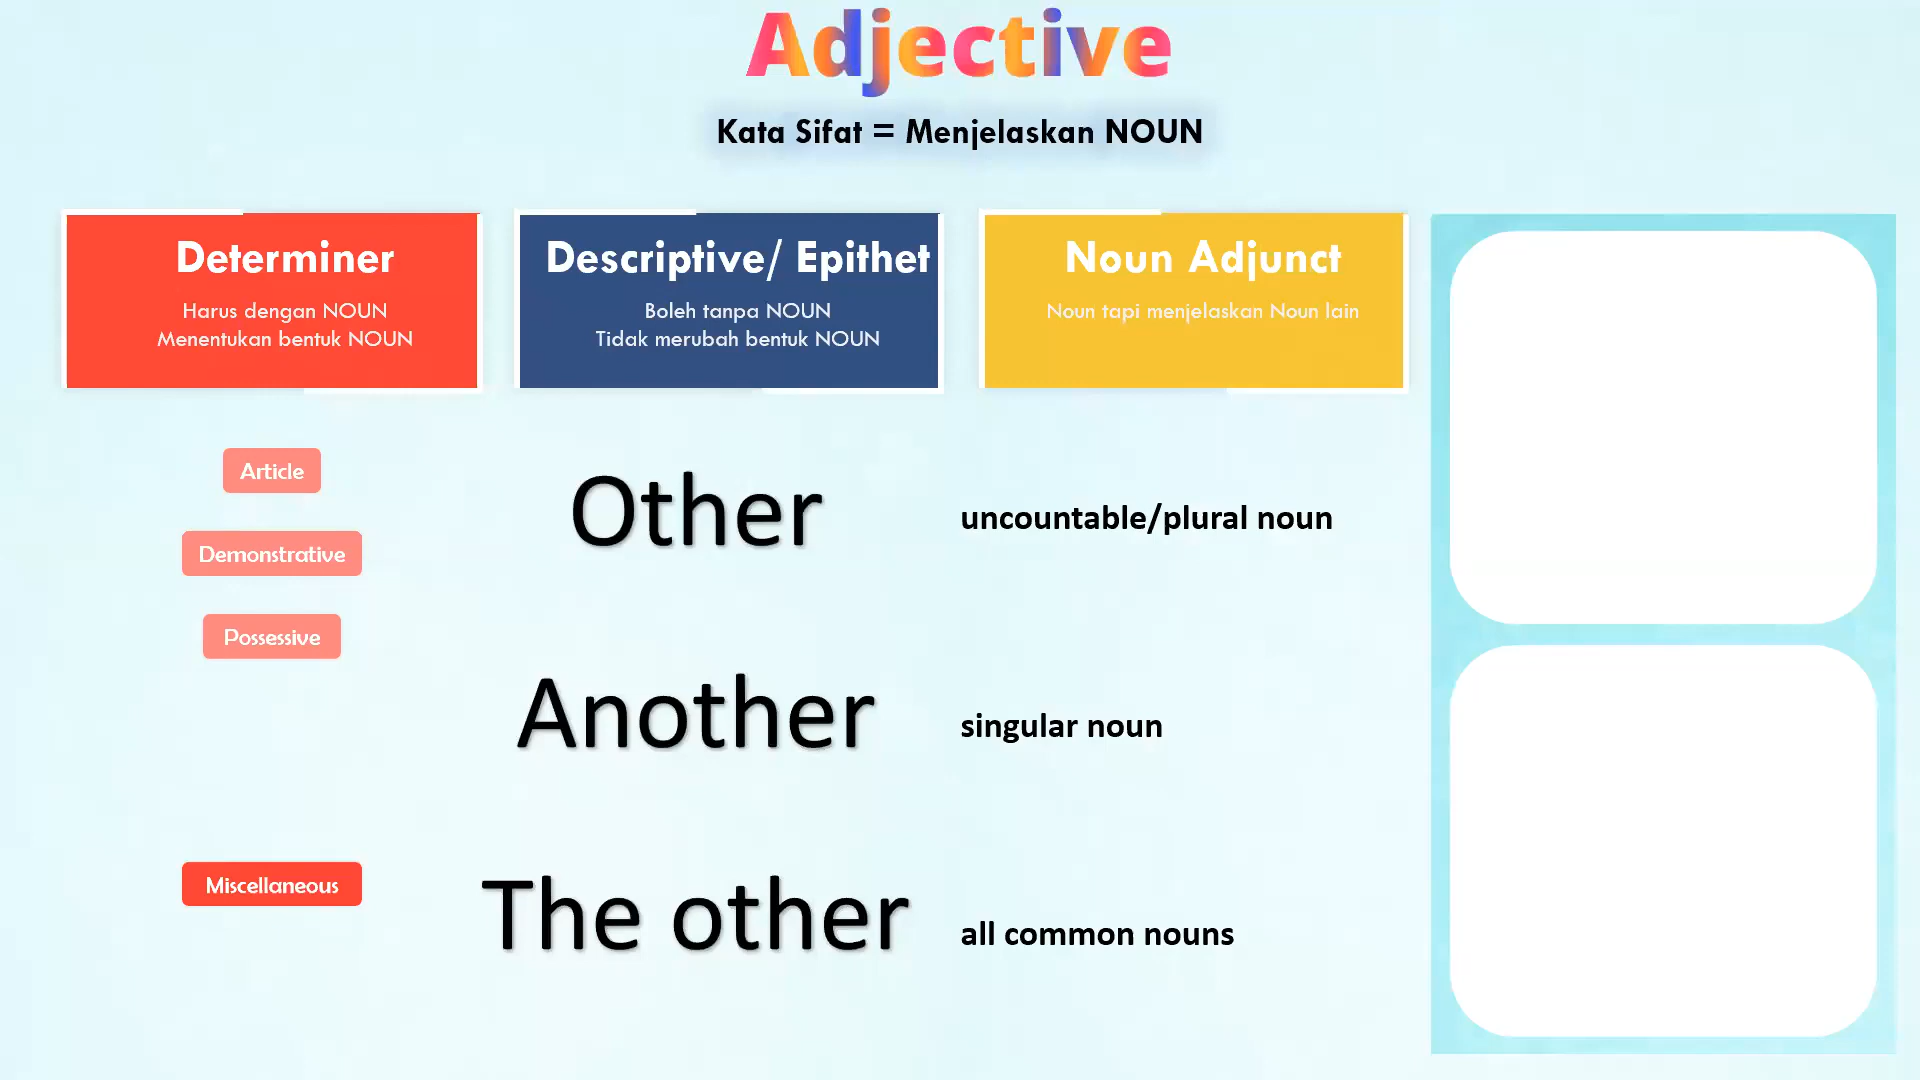 Adjective
Kata Sifat = Menjelaskan NOUN
Determiner
Harus dengan NOUN
Menentukan bentuk NOUN
Descriptive/ Epithet
Boleh tanpa NOUN
Tidak merubah bentuk NOUN
Noun Adjunct
Noun tapi menjelaskan Noun lain
Article
Demonstrative
Possessive
Miscellaneous
Other
uncountable/plural noun
Another
singular noun
The other
all common nouns